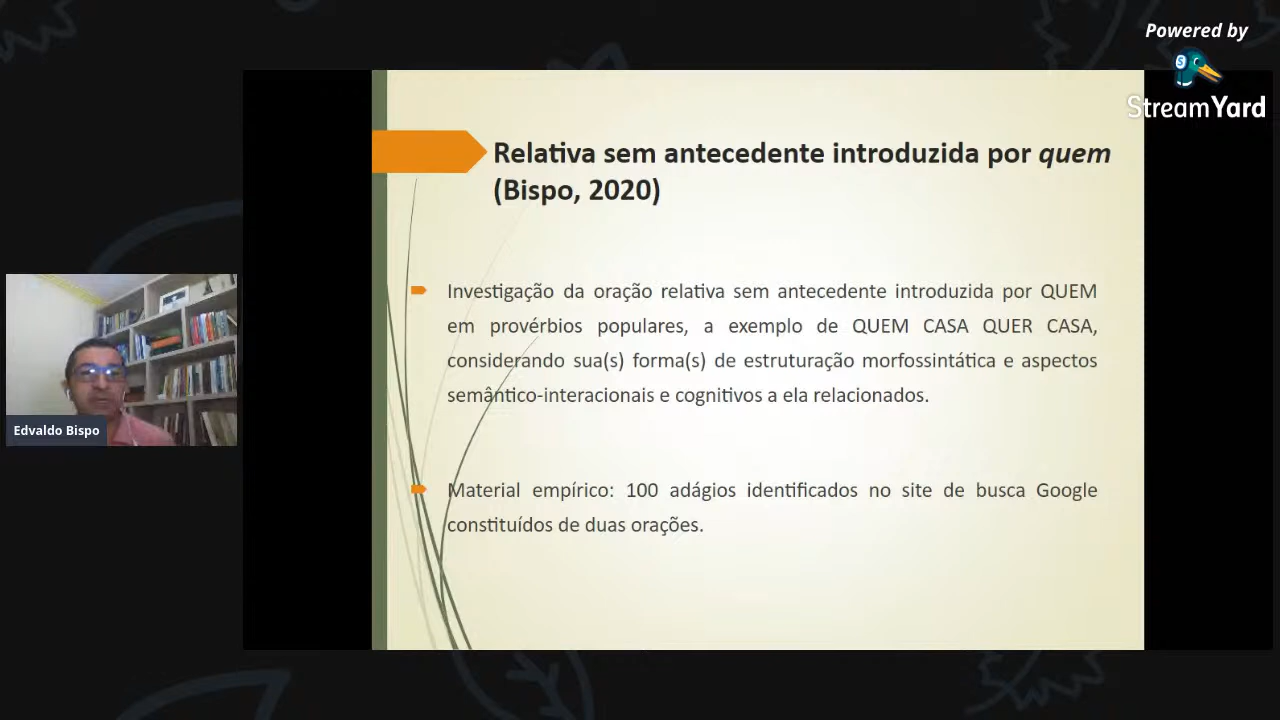 Powered by
StreamYard
Relativa sem antecedente introduzida por quem
(Bispo, 2020)
Investigação da oração relativa sem antecedente introduzida por QUEM
em provérbios populares, a exemplo de QUEM CASA QUER CASA,
considerando sua(s) forma(s) de estruturação morfossintática e aspectos
semântico-interacionais e cognitivos a ela relacionados.
Material empírico: 100 adágios identificados no site de busca Google
constituídos de duas orações.
Edvaldo Bispo